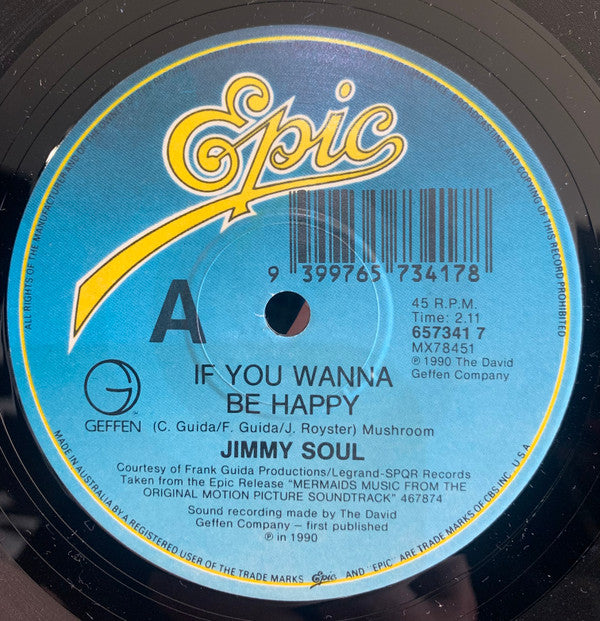 Epic
9 399765 734178
A
45 R.P.M.
Time: 2.11
657341 7
MX78451
℗ 1990 The David
Geffen Company
GEFFEN
IF YOU WANNA
BE HAPPY
(C. Guida/F. Guida/J. Royster) Mushroom
JIMMY SOUL
Courtesy of Frank Guida Productions/Legrand-SPQR Records
Taken from the Epic Release "MERMAIDS MUSIC FROM THE
ORIGINAL MOTION PICTURE SOUNDTRACK" 467874
Sound recording made by The David
Geffen Company – first published
℗ in 1990
ALL RIGHTS OF THE MANUFACTURER AND
AND COPYING OF THIS RECORD PROHIBITED
MADE IN AUSTRALIA BY A REGISTERED USER OF THE TRADE MARKS Epic AND "EPIC" ARE TRADE MARKS OF CBS INC. U.S.A.